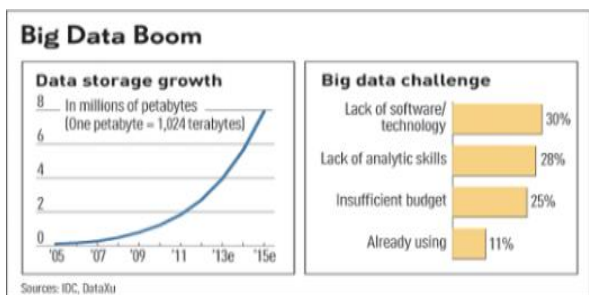 Big Data Boom
Data storage growth
8 In millions of petabytes
(One petabyte = 1,024 terabytes)
6
4
2
0
'05 '07 '09 '11 '13e '15e
Big data challenge
Lack of software/
technology 30%
Lack of analytic skills 28%
Insufficient budget 25%
Already using 11%
Sources: IDC, DataXu